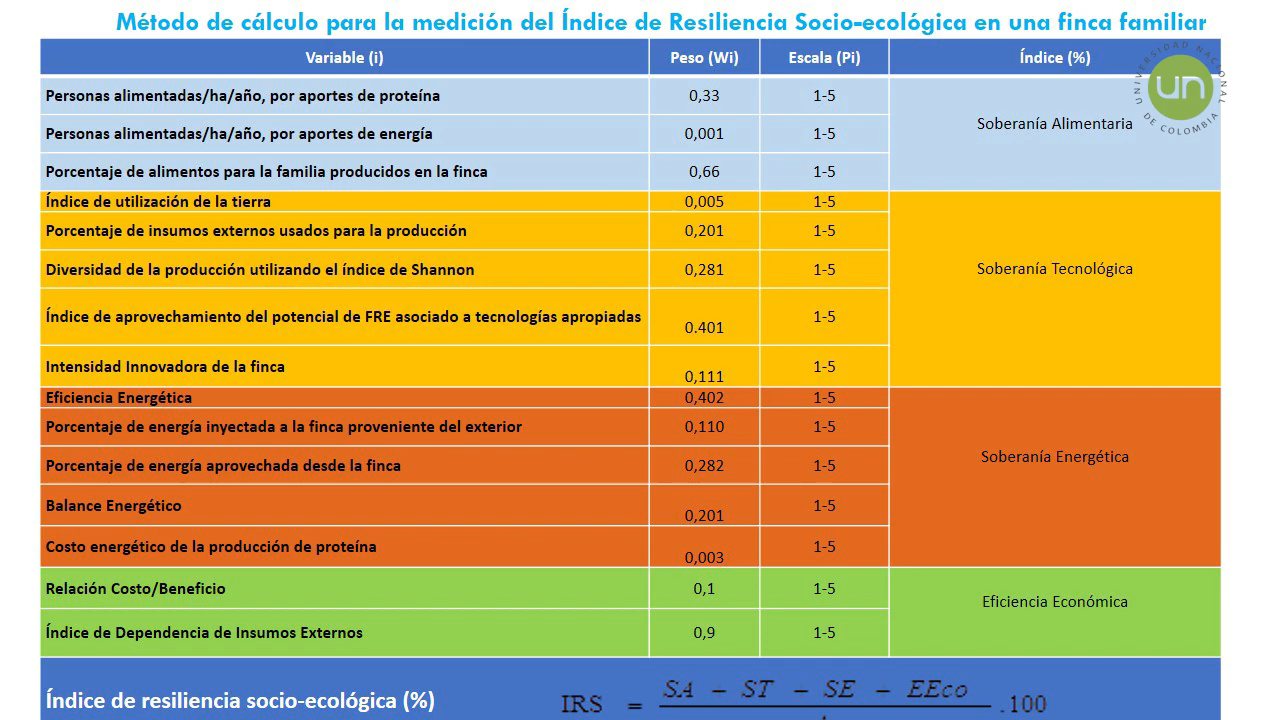 Método de cálculo para la medición del Índice de Resiliencia Socio-ecológica en una finca familiar
Variable (i) Peso (Wi) Escala (Pi) Índice (%)
UNIVERSIDAD NACIONAL DE COLOMBIA
un
Personas alimentadas/ha/año, por aportes de proteína 0,33 1-5
Personas alimentadas/ha/año, por aportes de energía 0,001 1-5
Soberanía Alimentaria
Porcentaje de alimentos para la familia producidos en la finca 0,66 1-5
Índice de utilización de la tierra 0,005 1-5
Porcentaje de insumos externos usados para la producción 0,201 1-5
Diversidad de la producción utilizando el índice de Shannon 0,281 1-5 Soberanía Tecnológica
Índice de aprovechamiento del potencial de FRE asociado a tecnologías apropiadas 0.401 1-5
Intensidad Innovadora de la finca 0,111 1-5
Eficiencia Energética 0,402 1-5
Porcentaje de energía inyectada a la finca proveniente del exterior 0,110 1-5
Porcentaje de energía aprovechada desde la finca 0,282 1-5 Soberanía Energética
Balance Energético 0,201 1-5
Costo energético de la producción de proteína 0,003 1-5
Relación Costo/Beneficio 0,1 1-5 Eficiencia Económica
Índice de Dependencia de Insumos Externos 0,9 1-5
Índice de resiliencia socio-ecológica (%) IRS = SA – ST – SE – EEco .100